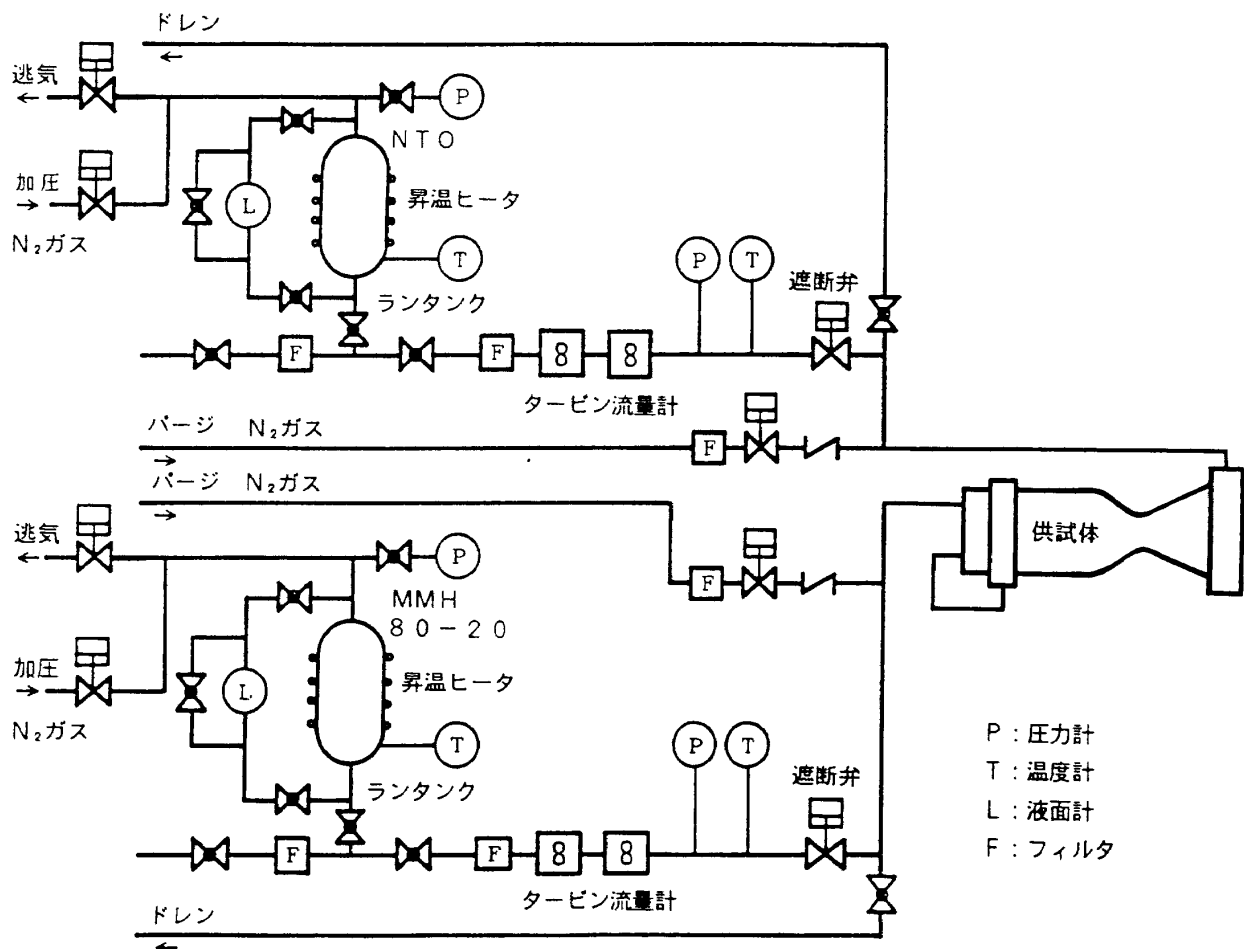 ドレン
←
逃気
←
P
NTO
加圧
→
N₂ガス
L
昇温ヒータ
T
ランタンク
P
T
遮断弁
F
F
8
8
タービン流量計
パージ N₂ガス
→
F
パージ N₂ガス
→
供試体
逃気
←
P
F
MMH
80-20
加圧
→
N₂ガス
L
昇温ヒータ
T
ランタンク
P
T
遮断弁
F
F
8
8
タービン流量計
ドレン
←
P:圧力計
T:温度計
L:液面計
F:フィルタ